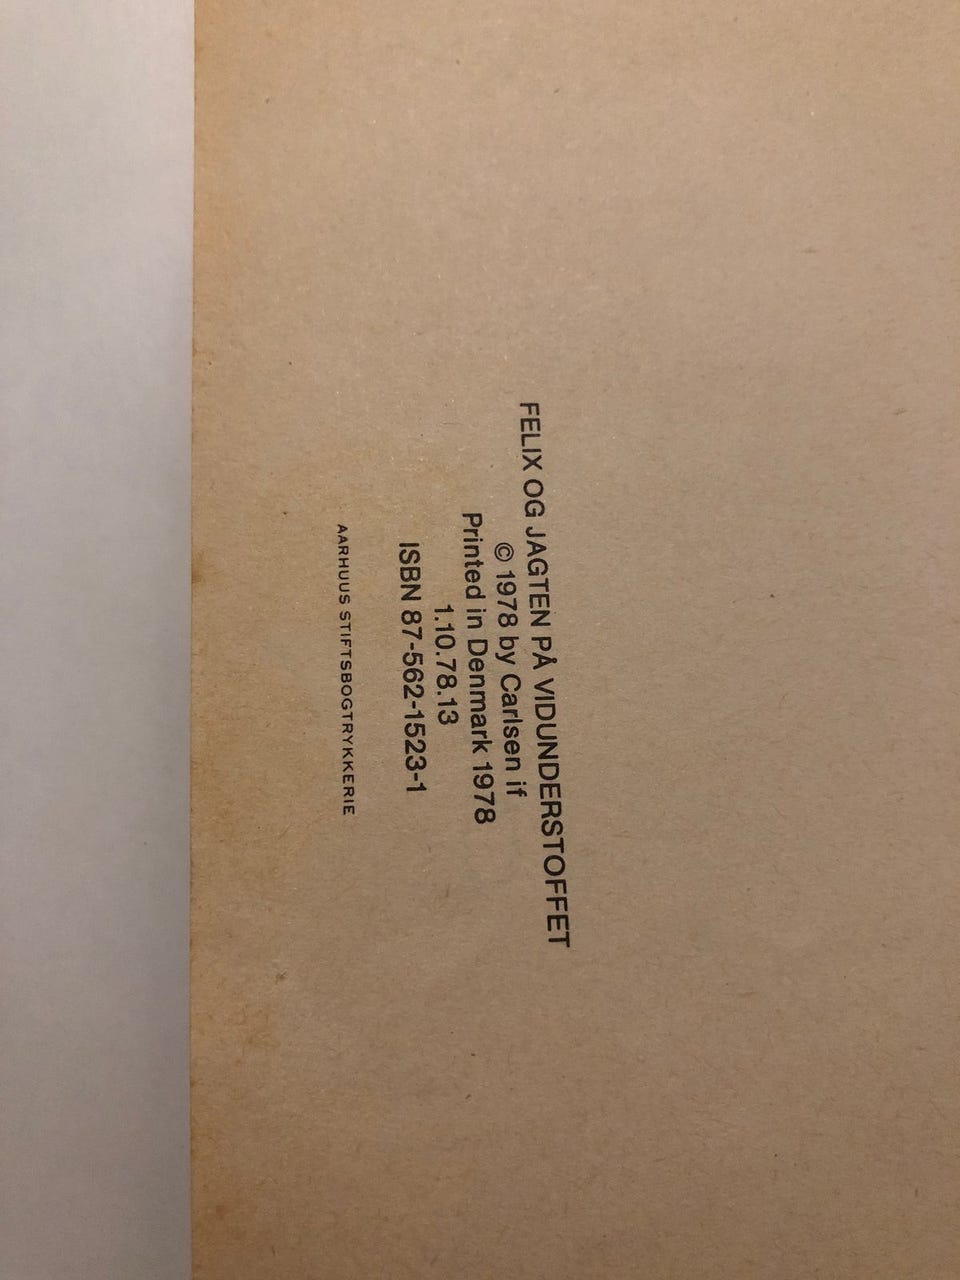 FELIX OG JAGTEN PÅ VIDUNDERSTOFFET
© 1978 by Carlsen if
Printed in Denmark 1978
1.10.78.13
ISBN 87-562-1523-1
AARHUUS STIFTSBOGTRYKKERIE